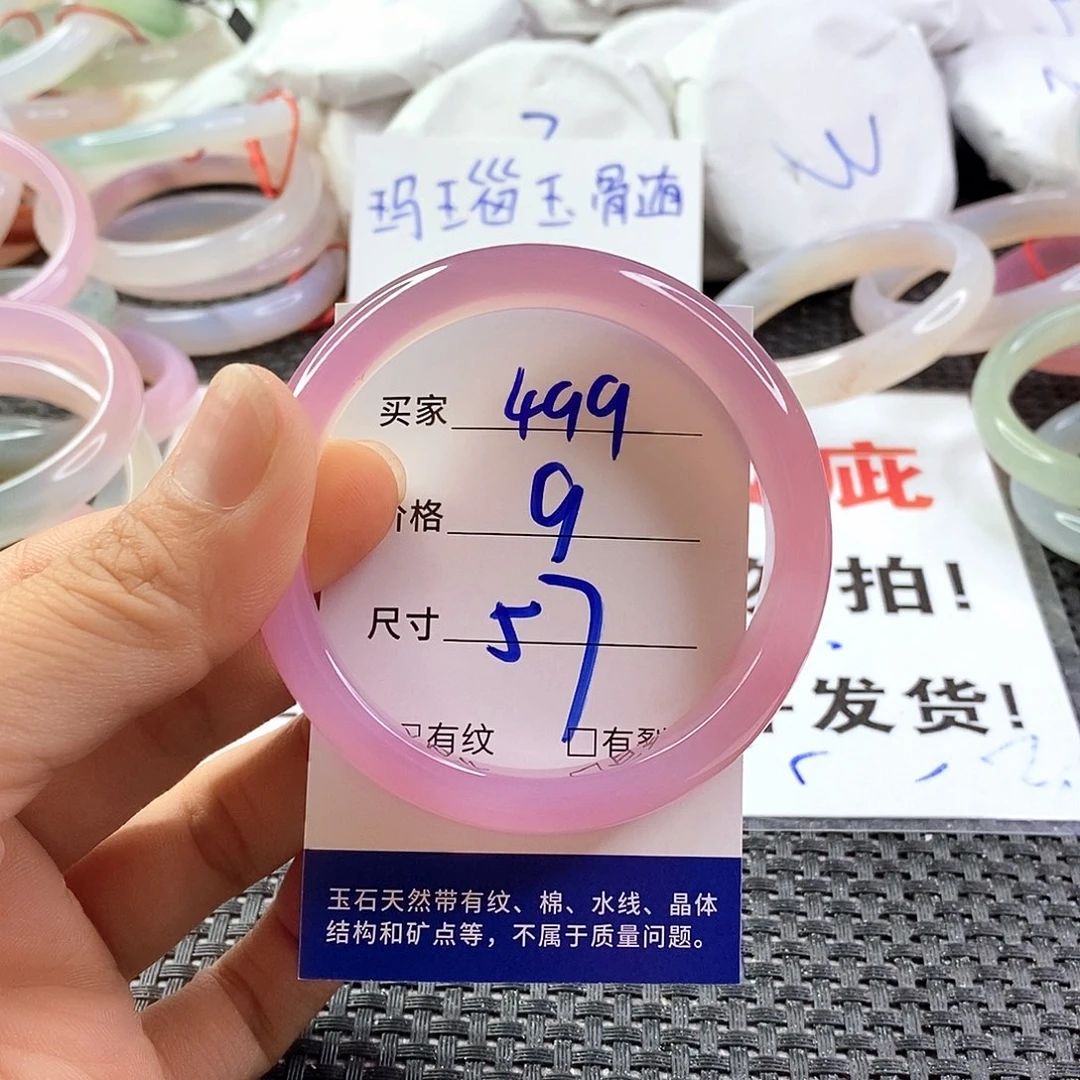 玛瑙玉骨髓
买家 499
价格 9
尺寸 57
□有纹 □有裂
玉石天然带有纹、棉、水线、晶体
结构和矿点等，不属于质量问题。
疵
拍！
发货！